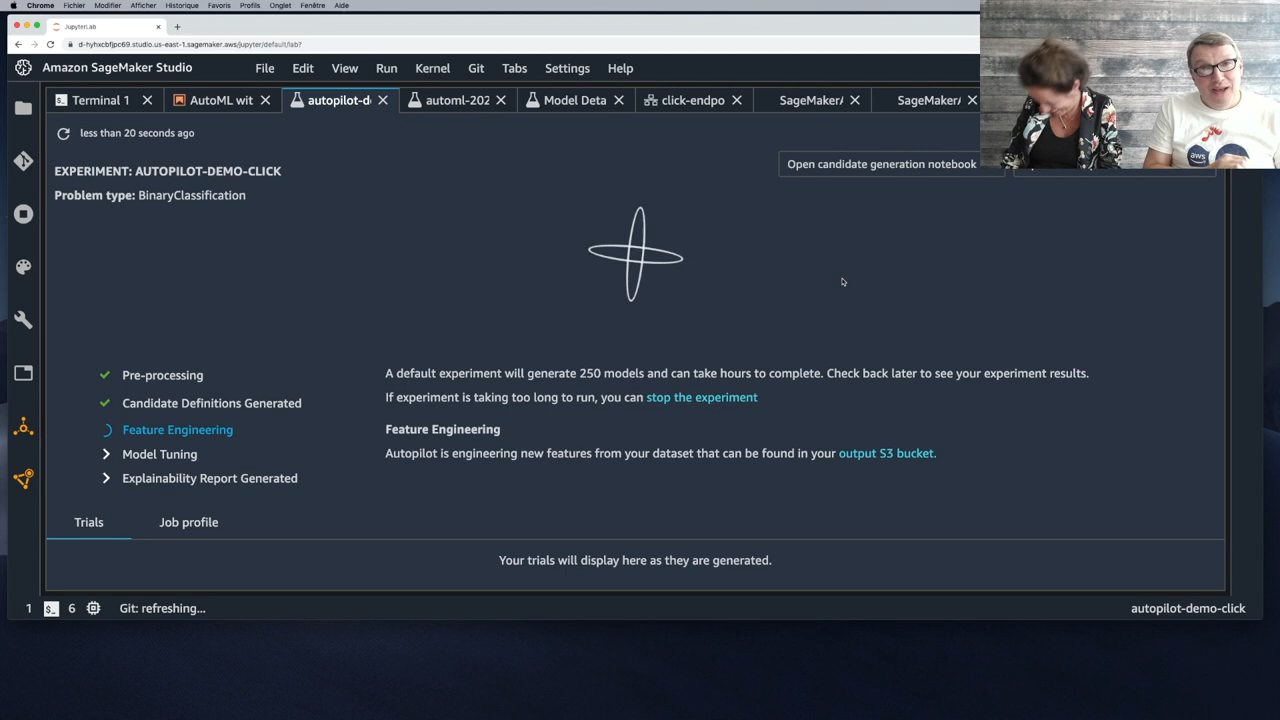 Chrome Fichier Modifier Afficher Historique Favoris Profils Onglet Fenêtre Aide
JupyterLab
d-hyhxcbfjpc69.studio.us-east-1.sagemaker.aws/jupyter/default/lab?
Amazon SageMaker Studio File Edit View Run Kernel Git Tabs Settings Help
Terminal 1 AutoML wit autopilot-d automl-202 Model Deta click-endpo SageMaker SageMaker
less than 20 seconds ago
EXPERIMENT: AUTOPILOT-DEMO-CLICK
Open candidate generation notebook
Problem type: BinaryClassification
aws
Pre-processing
Candidate Definitions Generated
Feature Engineering
Model Tuning
Explainability Report Generated
A default experiment will generate 250 models and can take hours to complete. Check back later to see your experiment results.
If experiment is taking too long to run, you can stop the experiment
Feature Engineering
Autopilot is engineering new features from your dataset that can be found in your output S3 bucket.
Trials Job profile
Your trials will display here as they are generated.
1 $_ 6 Git: refreshing... autopilot-demo-click